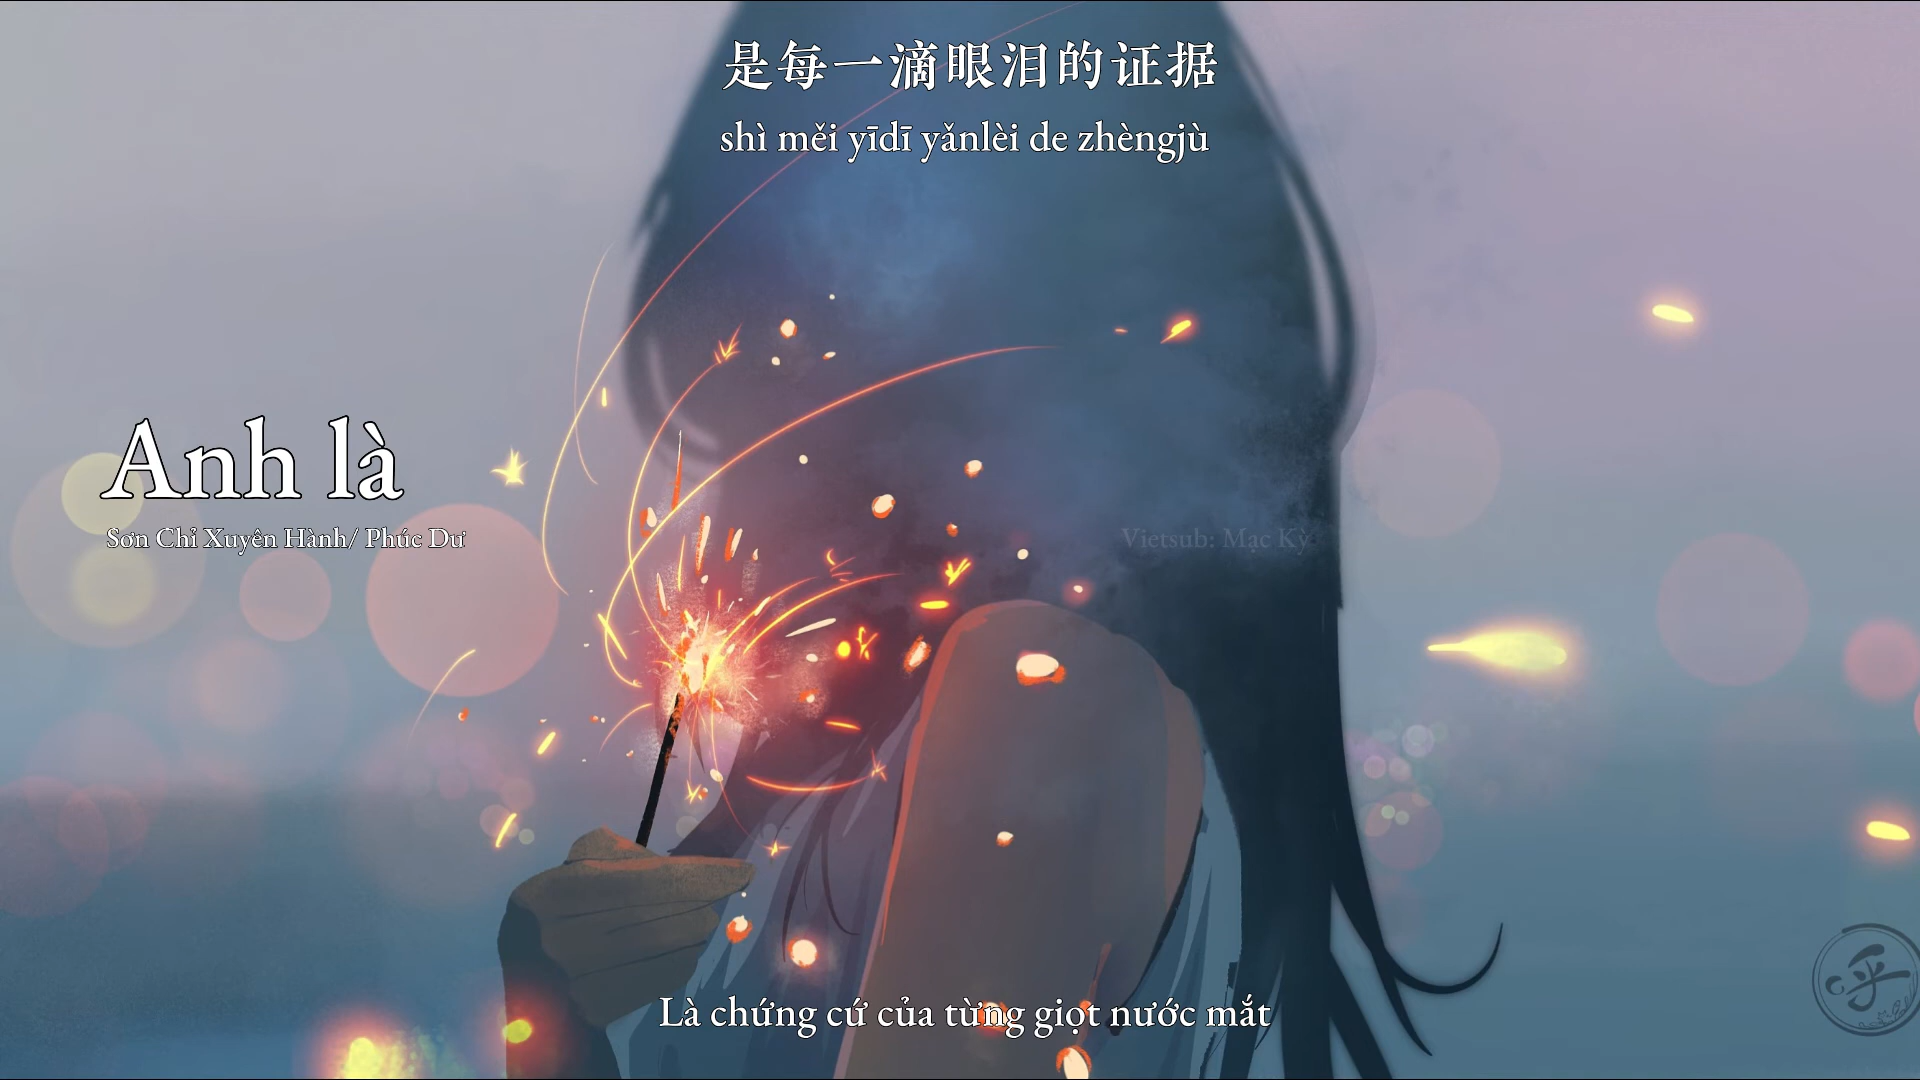 是每一滴眼泪的证据
shì měi yīdī yǎnlèi de zhèngjù
Anh là
Sơn Chỉ Xuyên Hành/ Phúc Dư
Vietsub: Mạc Kỳ
Là chứng cứ của từng giọt nước mắt
呼